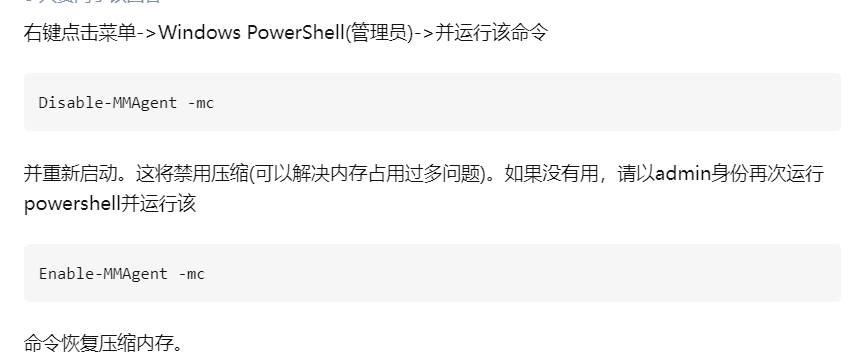 右键点击菜单->Windows PowerShell(管理员)->并运行该命令
Disable-MMAgent -mc
并重新启动。这将禁用压缩(可以解决内存占用过多问题)。如果没有用，请以admin身份再次运行
powershell并运行该
Enable-MMAgent -mc
命令恢复压缩内存。